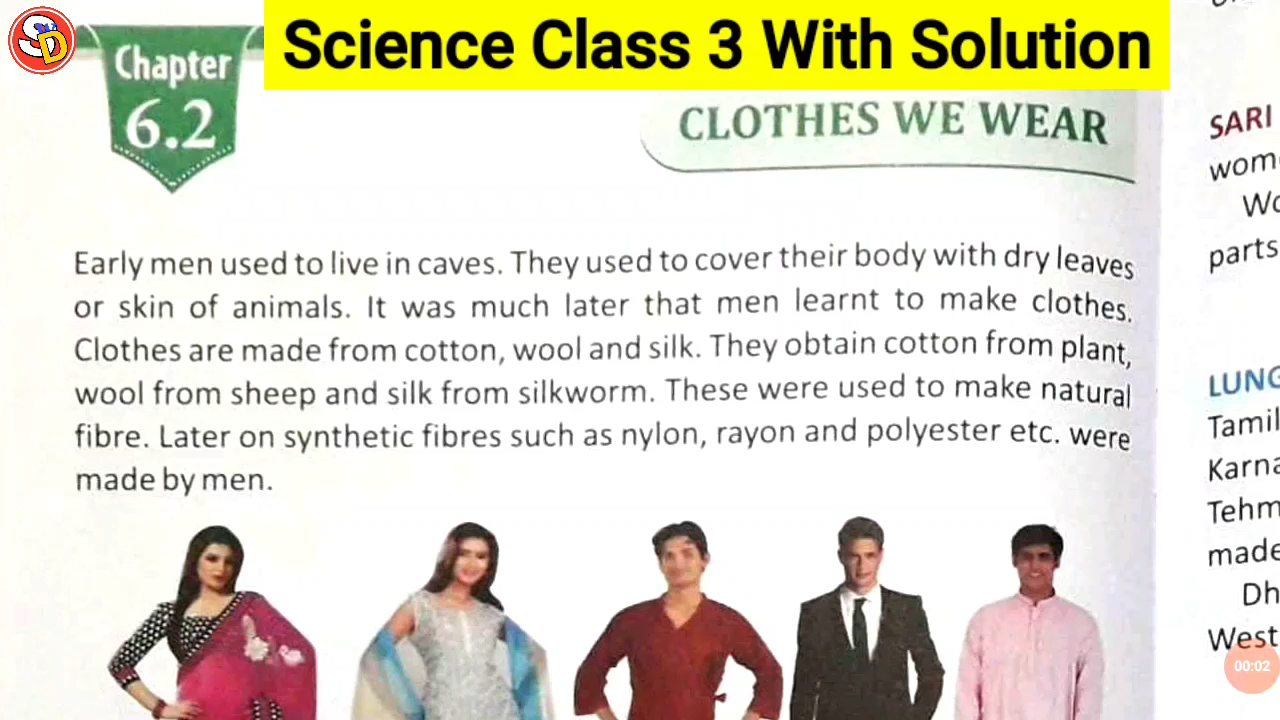 SD
Science Class 3 With Solution
Chapter
6.2
CLOTHES WE WEAR
Early men used to live in caves. They used to cover their body with dry leaves
or skin of animals. It was much later that men learnt to make clothes.
Clothes are made from cotton, wool and silk. They obtain cotton from plant,
wool from sheep and silk from silkworm. These were used to make natural
fibre. Later on synthetic fibres such as nylon, rayon and polyester etc. were
made by men.
SARI
parts
Tamil
made
West
00:02